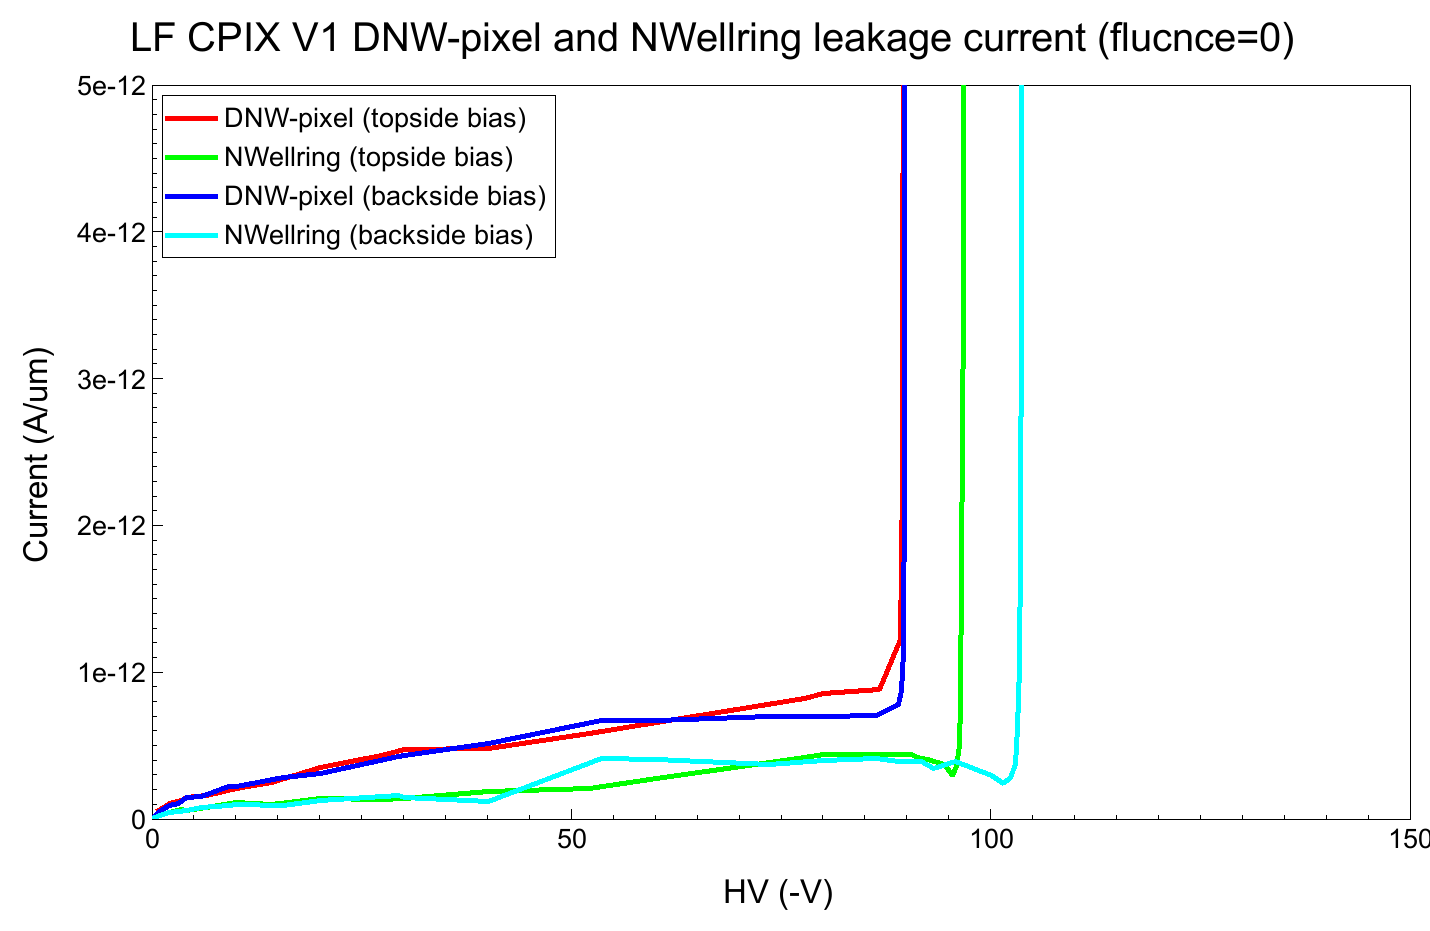 LF CPIX V1 DNW-pixel and NWellring leakage current (flucnce=0)
5e-12
DNW-pixel (topside bias)
NWellring (topside bias)
DNW-pixel (backside bias)
NWellring (backside bias)
4e-12
3e-12
2e-12
1e-12
0
Current (A/um)
0
50
100
150
HV (-V)